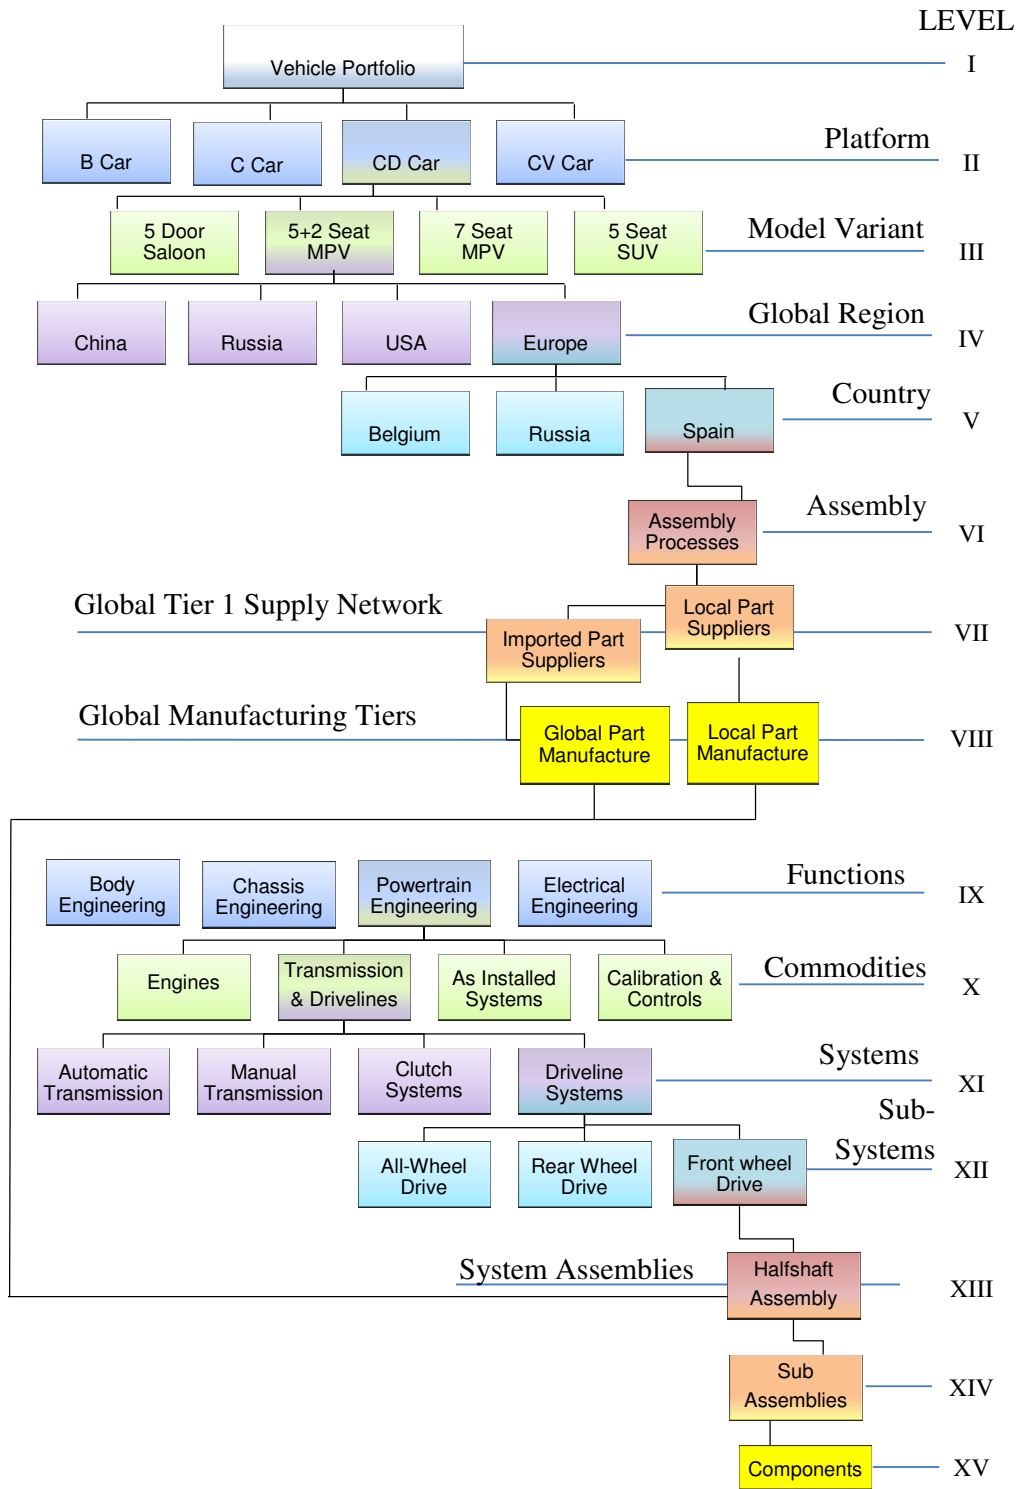 LEVEL
Vehicle Portfolio
I
B Car
C Car
CD Car
CV Car
Platform
II
5 Door
Saloon
5+2 Seat
MPV
7 Seat
MPV
5 Seat
SUV
Model Variant
III
China
Russia
USA
Europe
Global Region
IV
Belgium
Russia
Spain
Country
V
Assembly
Processes
Assembly
VI
Global Tier 1 Supply Network
Imported Part
Suppliers
Local Part
Suppliers
VII
Global Manufacturing Tiers
Global Part
Manufacture
Local Part
Manufacture
VIII
Body
Engineering
Chassis
Engineering
Powertrain
Engineering
Electrical
Engineering
Functions
IX
Engines
Transmission
& Drivelines
As Installed
Systems
Calibration &
Controls
Commodities
X
Automatic
Transmission
Manual
Transmission
Clutch
Systems
Driveline
Systems
Systems
XI
All-Wheel
Drive
Rear Wheel
Drive
Front wheel
Drive
Sub-
Systems
XII
System Assemblies
Halfshaft
Assembly
XIII
Sub
Assemblies
XIV
Components
XV